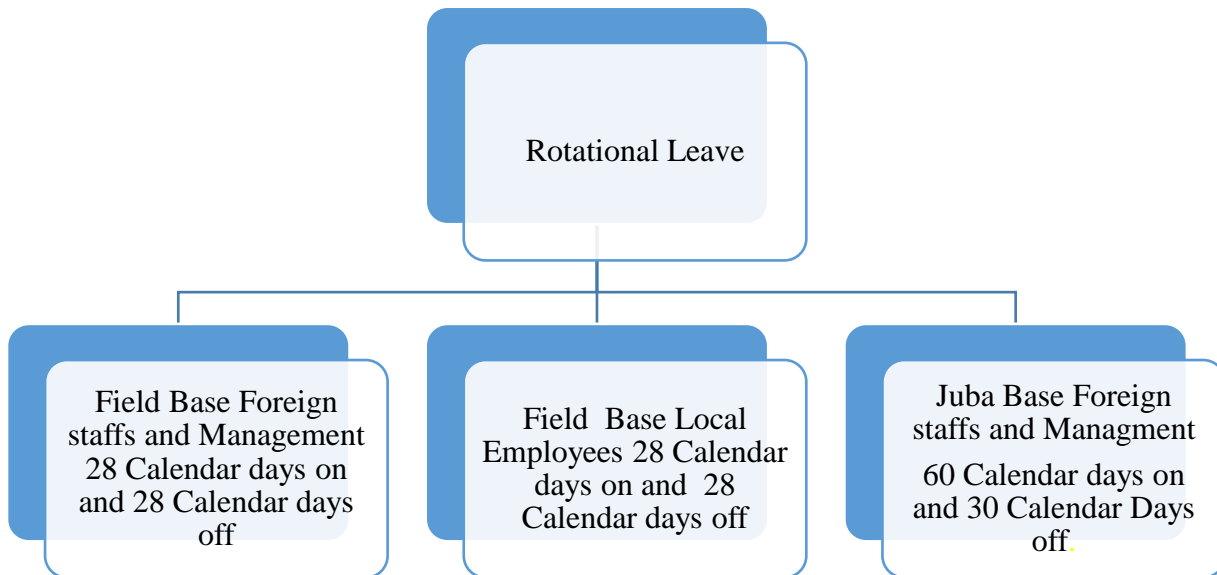 Rotational Leave
Field Base Foreign
staffs and Management
28 Calendar days on
and 28 Calendar days
off
Field  Base Local
Employees 28 Calendar
days on and  28
Calendar days off
Juba Base Foreign
staffs and Managment
60 Calendar days on
and 30 Calendar Days
off.